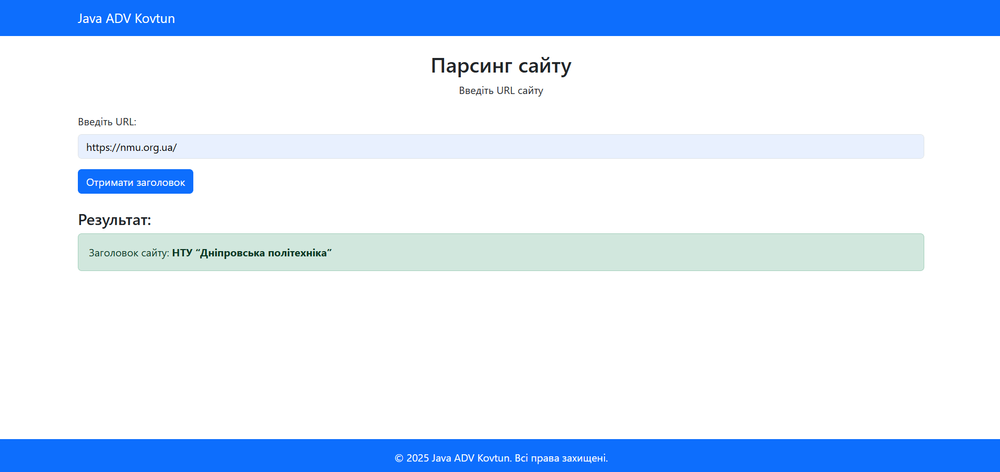 Java ADV Kovtun
Парсинг сайту
Введіть URL сайту
Введіть URL:
https://nmu.org.ua/
Отримати заголовок
Результат:
Заголовок сайту: НТУ “Дніпровська політехніка”
© 2025 Java ADV Kovtun. Всі права захищені.